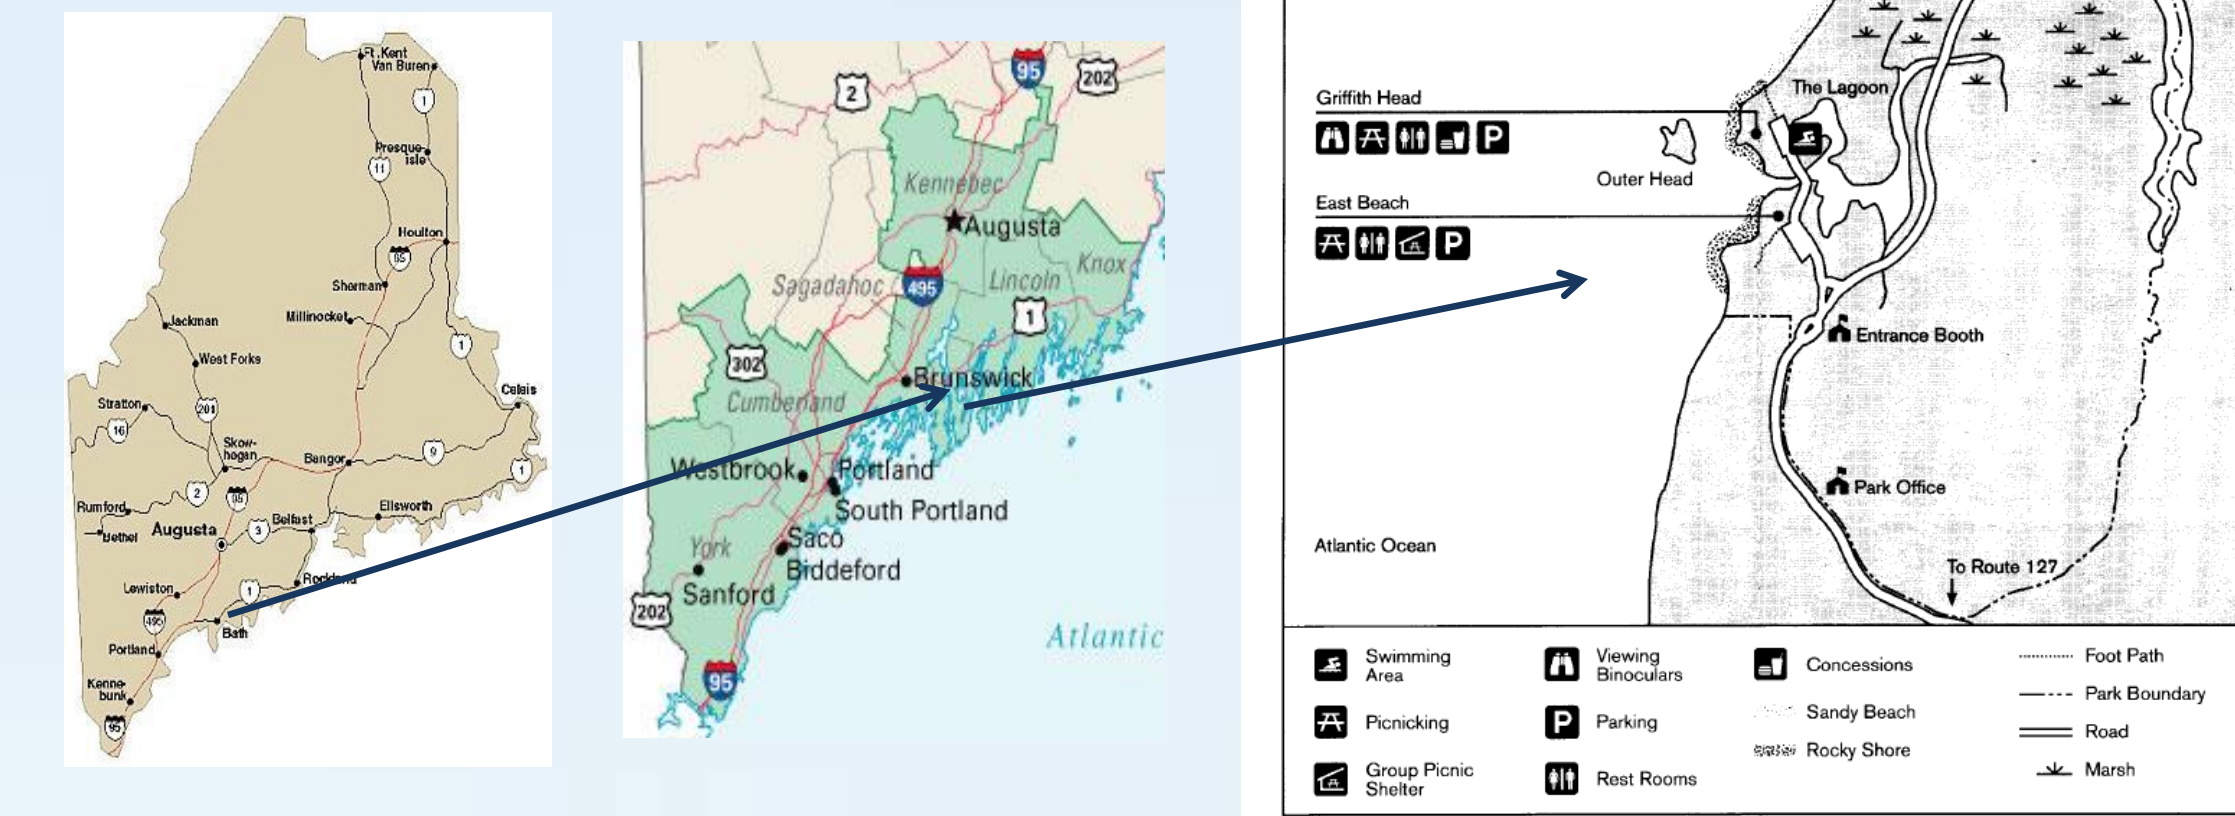 Ft.Kent
Van Buren
1
Presque
isle
11
Houlton
95
Sherman
Millinocket
Jackman
1
West Forks
Calais
Stratton
201
16
Skow-
hogan
Bangor
9
1
2
95
Rumford
Ellsworth
Belfast
Augusta
3
Bethel
Rockland
Lewiston
1
495
Bath
Portland
Kenne-
bunk
95
95
2
202
Kennebec
Augusta
Knox
Sagadahoc
495
Lincoln
1
302
Brunswick
Cumberland
Westbrook
Portland
South Portland
Saco
York
Biddeford
Sanford
202
Atlantic
95
The Lagoon
Griffith Head
P
Outer Head
East Beach
P
Entrance Booth
Park Office
Atlantic Ocean
To Route 127
Swimming
Area
Picnicking
Group Picnic
Shelter
Viewing
Binoculars
P
Parking
Rest Rooms
Concessions
Sandy Beach
Rocky Shore
Foot Path
Park Boundary
Road
Marsh